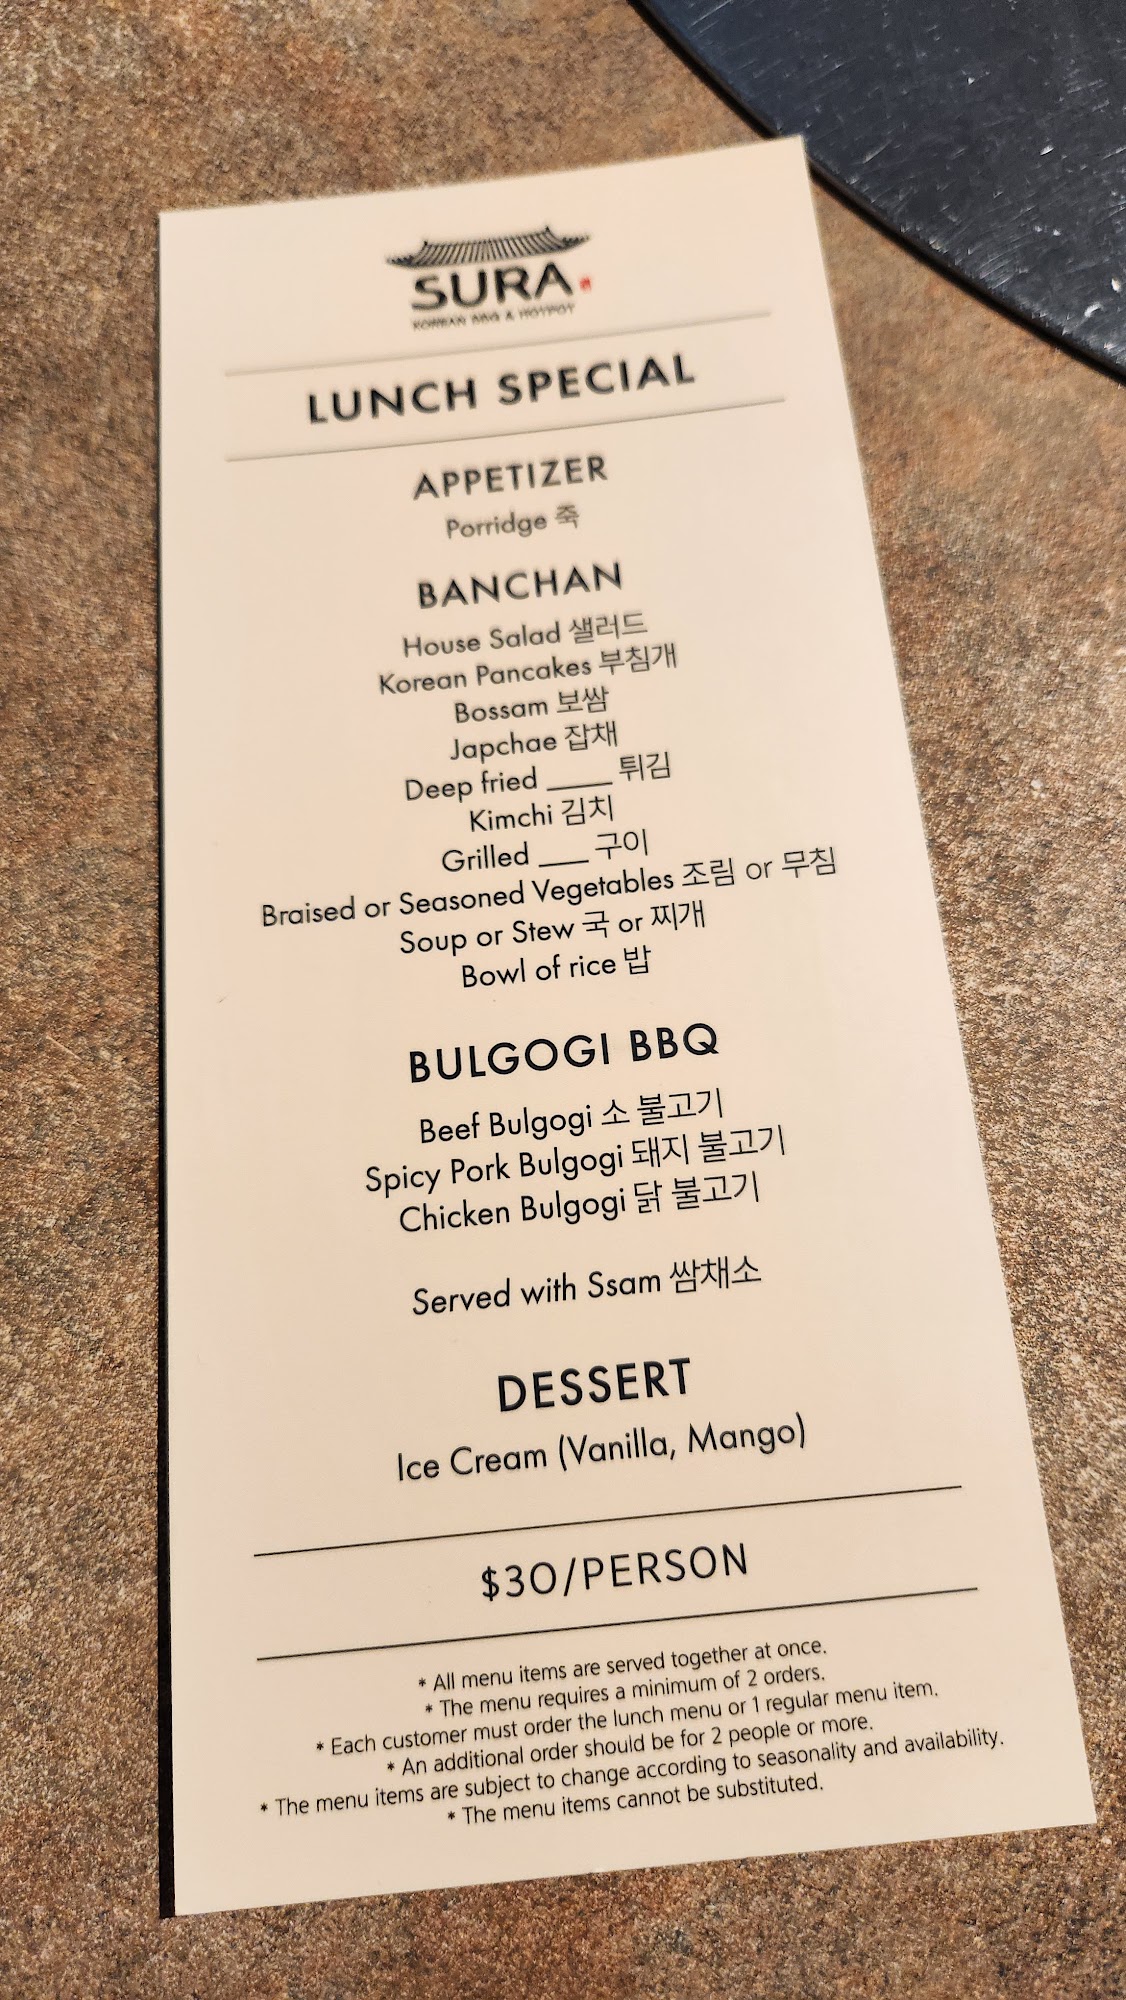 SURA
KOREAN BBQ & HOTPOT
LUNCH SPECIAL
APPETIZER
Porridge 죽
BANCHAN
House Salad 샐러드
Korean Pancakes 부침개
Bossam 보쌈
Japchae 잡채
Deep fried ____ 튀김
Kimchi 김치
Grilled ___ 구이
Braised or Seasoned Vegetables 조림 or 무침
Soup or Stew 국 or 찌개
Bowl of rice 밥
BULGOGI BBQ
Beef Bulgogi 소 불고기
Spicy Pork Bulgogi 돼지 불고기
Chicken Bulgogi 닭 불고기
Served with Ssam 쌈채소
DESSERT
Ice Cream (Vanilla, Mango)
$30/PERSON
* All menu items are served together at once.
* The menu requires a minimum of 2 orders.
* Each customer must order the lunch menu or 1 regular menu item.
* An additional order should be for 2 people or more.
* The menu items are subject to change according to seasonality and availability.
* The menu items cannot be substituted.